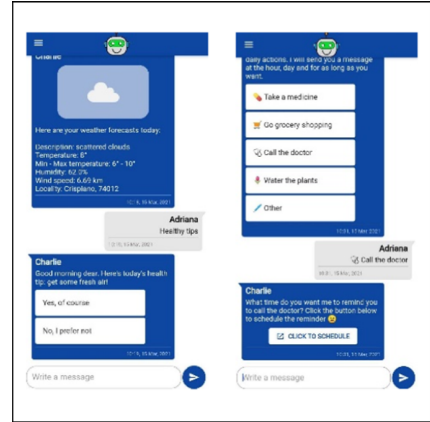 Charlie
Here are your weather forecasts today:
Description: scattered clouds
Temperature: 8°
Min - Max temperature: 6° - 10°
Humidity: 62.0%
Wind speed: 6.69 km
Locality: Crispiano, 74012
Adriana
Healthy tips
Charlie
Good morning dear. Here's today's health
tip: get some fresh air!
Yes, of course
No, I prefer not
Write a message
daily actions. I will send you a message
at the hour, day and for as long as you
want.
Take a medicine
Go grocery shopping
Call the doctor
Water the plants
Other
Adriana
Call the doctor
Charlie
What time do you want me to remind you
to call the doctor? Click the button below
to schedule the reminder
CLICK TO SCHEDULE
Write a message